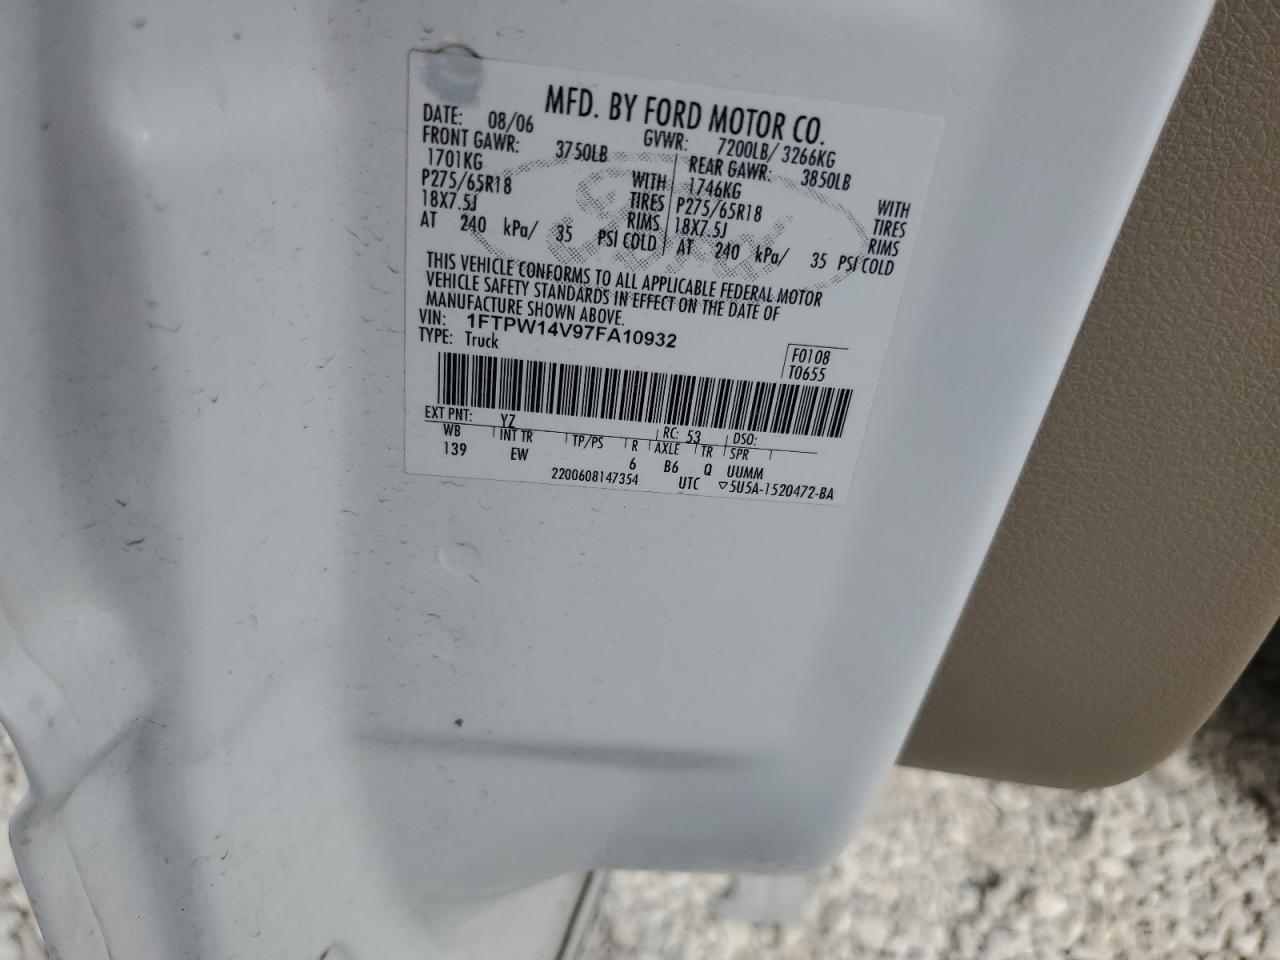 MFD. BY FORD MOTOR CO.
DATE: 08/06 GVWR: 7200LB/ 3266KG
FRONT GAWR: 3750LB REAR GAWR: 3850LB
1701KG WITH 1746KG WITH
P275/65R18 TIRES P275/65R18 TIRES
18X7.5J RIMS 18X7.5J RIMS
AT 240 kPa/ 35 PSI COLD AT 240 kPa/ 35 PSI COLD
THIS VEHICLE CONFORMS TO ALL APPLICABLE FEDERAL MOTOR
VEHICLE SAFETY STANDARDS IN EFFECT ON THE DATE OF
MANUFACTURE SHOWN ABOVE.
VIN: 1FTPW14V97FA10932
TYPE: Truck
F0108
T0655
EXT PNT: YZ RC: 53 DSO:
WB INT TR TP/PS R AXLE TR SPR
139 EW 6 B6 Q UUMM
2200608147354 UTC ▽5U5A-1520472-BA
Ford